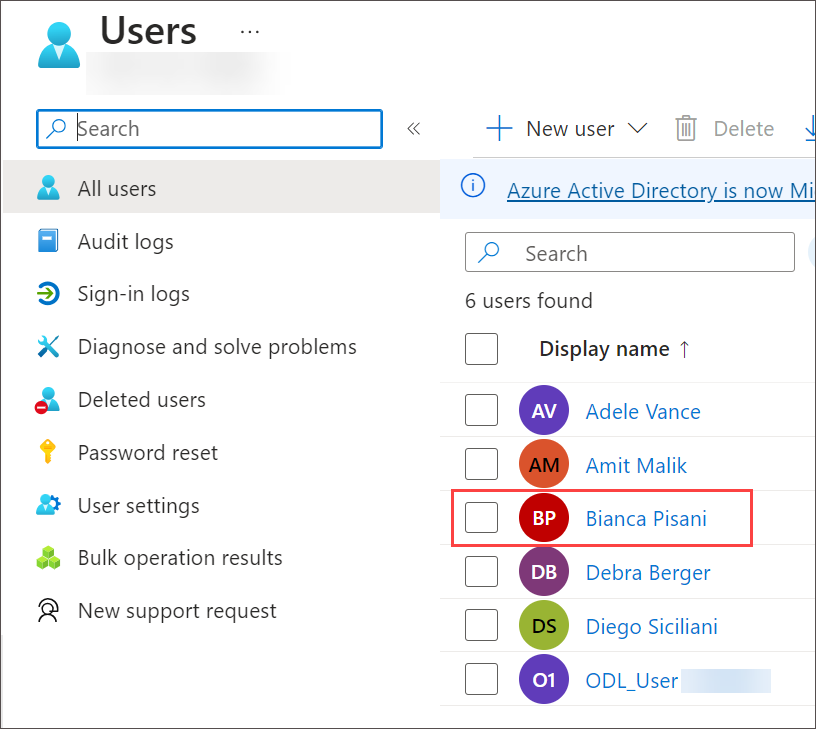 Users ...
Search
«
New user
Delete
All users
Audit logs
Sign-in logs
Diagnose and solve problems
Deleted users
Password reset
User settings
Bulk operation results
New support request
Azure Active Directory is now Mi
Search
6 users found
Display name ↑
AV Adele Vance
AM Amit Malik
BP Bianca Pisani
DB Debra Berger
DS Diego Siciliani
O1 ODL_User